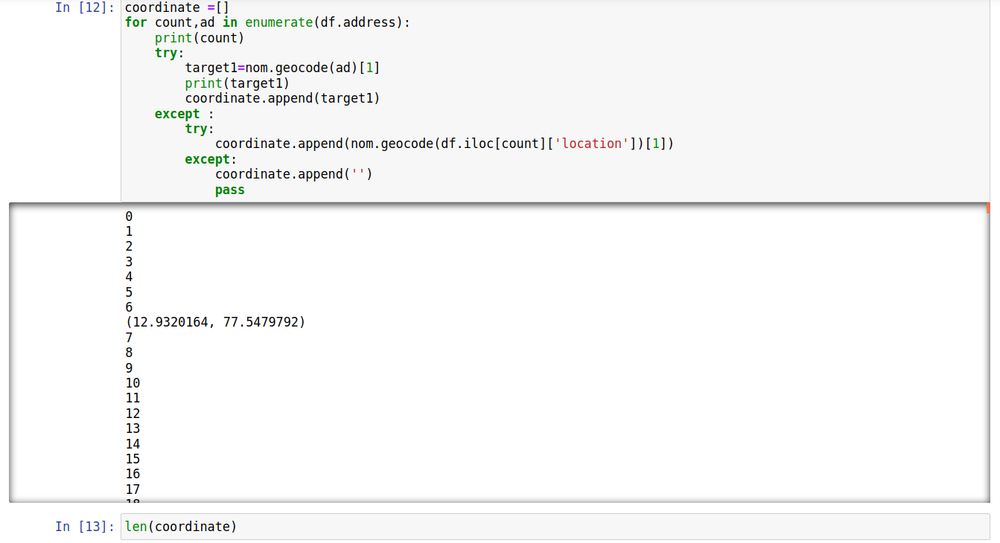 In [12]: coordinate =[]
for count,ad in enumerate(df.address):
    print(count)
    try:
        target1=nom.geocode(ad)[1]
        print(target1)
        coordinate.append(target1)
    except :
        try:
            coordinate.append(nom.geocode(df.iloc[count]['location'])[1])
        except:
            coordinate.append('')
            pass
0
1
2
3
4
5
6
(12.9320164, 77.5479792)
7
8
9
10
11
12
13
14
15
16
17
18
In [13]: len(coordinate)